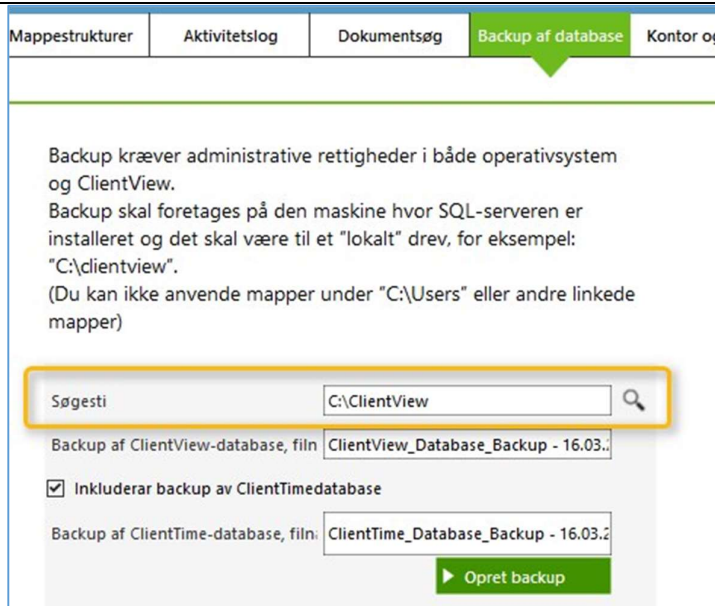 Mappestrukturer
Aktivitetslog
Dokumentsøg
Backup af database
Kontor og
Backup kræver administrative rettigheder i både operativsystem
og ClientView.
Backup skal foretages på den maskine hvor SQL-serveren er
installeret og det skal være til et "lokalt" drev, for eksempel:
"C:\clientview".
(Du kan ikke anvende mapper under "C:\Users" eller andre linkede
mapper)
Søgesti C:\ClientView
Backup af ClientView-database, filn ClientView_Database_Backup - 16.03.2
Inkluderar backup av ClientTimedatabase
Backup af ClientTime-database, filna ClientTime_Database_Backup - 16.03.2
Opret backup